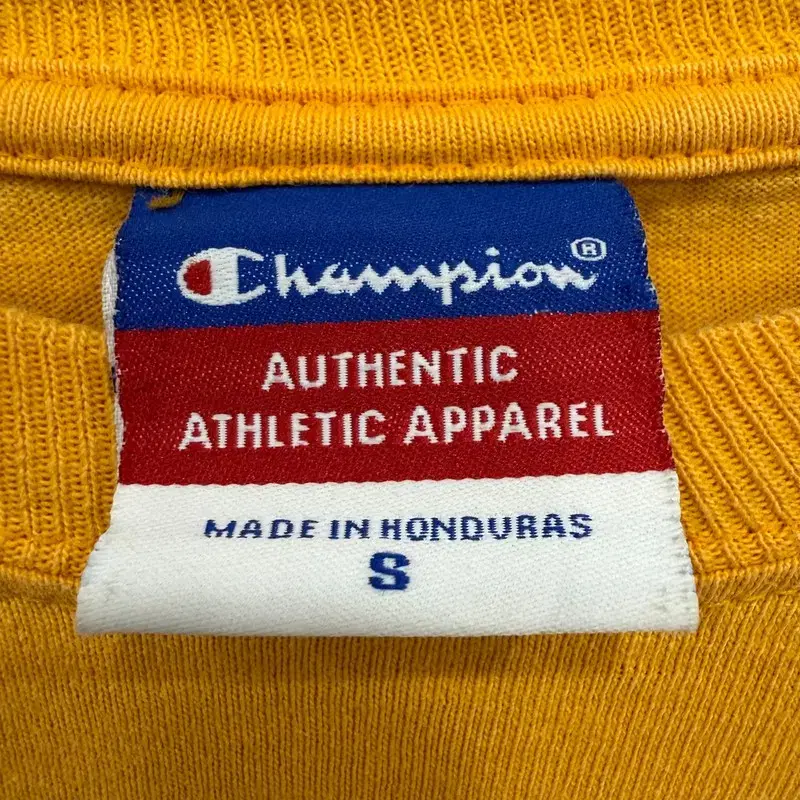 Champion®
AUTHENTIC
ATHLETIC APPAREL
MADE IN HONDURAS
S